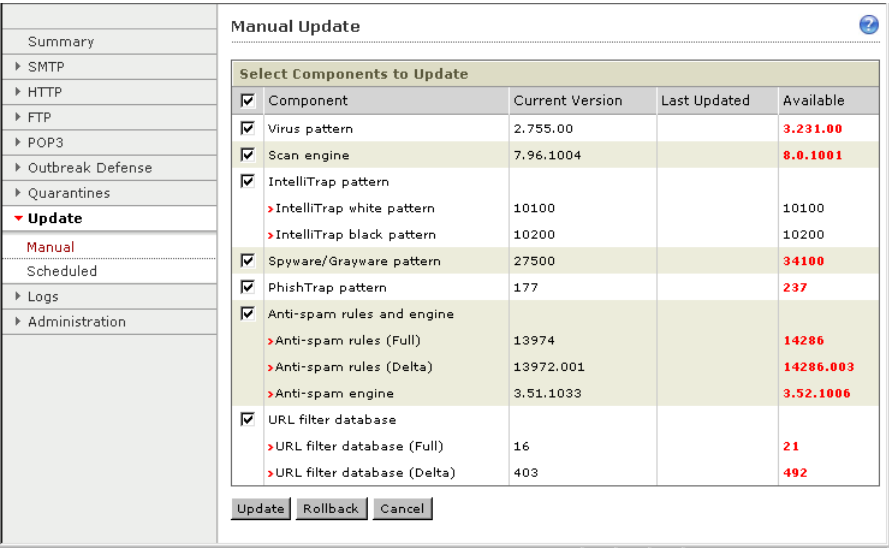 Summary
SMTP
HTTP
FTP
POP3
Outbreak Defense
Quarantines
Update
Manual
Scheduled
Logs
Administration
Manual Update
?
Select Components to Update
Component Current Version Last Updated Available
Virus pattern 2.755.00 3.231.00
Scan engine 7.96.1004 8.0.1001
IntelliTrap pattern
IntelliTrap white pattern 10100 10100
IntelliTrap black pattern 10200 10200
Spyware/Grayware pattern 27500 34100
PhishTrap pattern 177 237
Anti-spam rules and engine
Anti-spam rules (Full) 13974 14286
Anti-spam rules (Delta) 13972.001 14286.003
Anti-spam engine 3.51.1033 3.52.1006
URL filter database
URL filter database (Full) 16 21
URL filter database (Delta) 403 492
Update Rollback Cancel